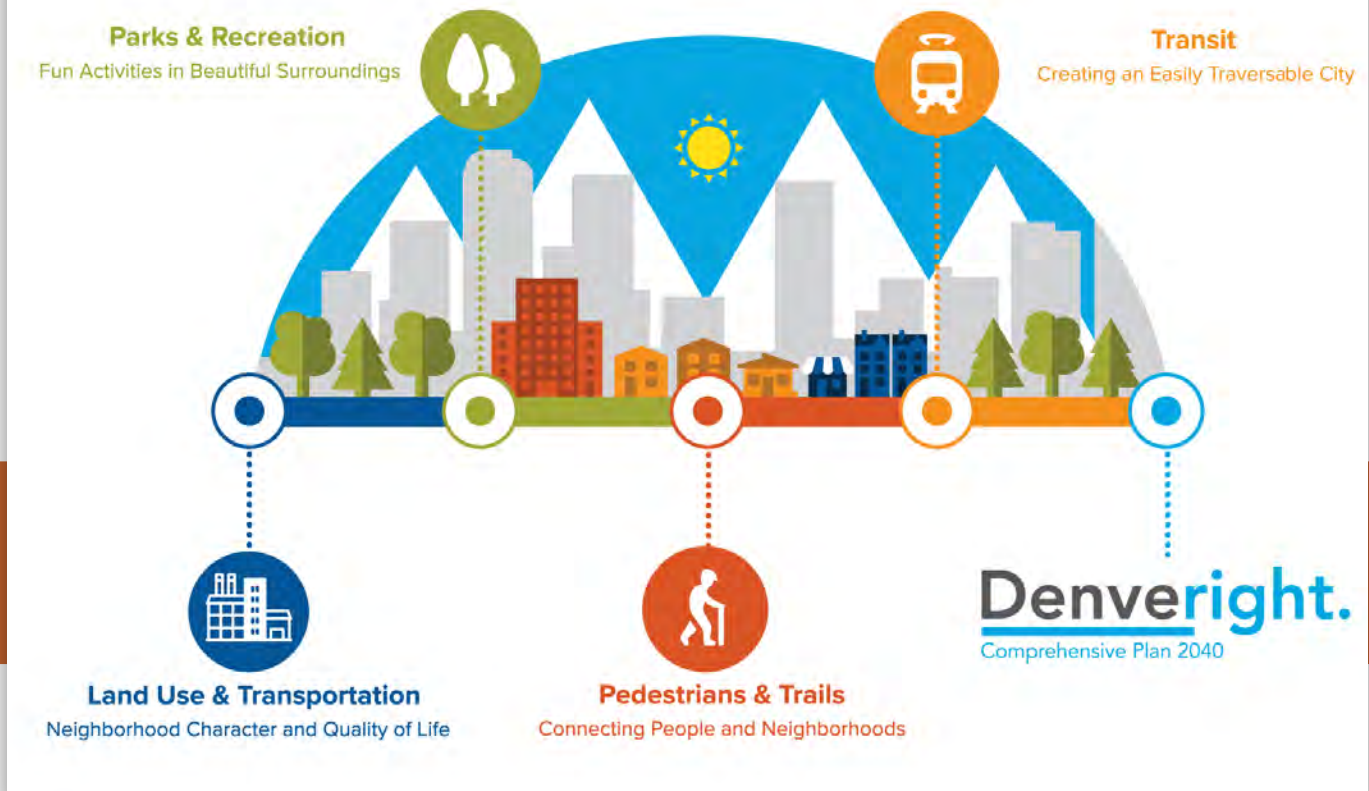 Parks & Recreation
Fun Activities in Beautiful Surroundings
Transit
Creating an Easily Traversable City
Land Use & Transportation
Neighborhood Character and Quality of Life
Pedestrians & Trails
Connecting People and Neighborhoods
Denveright.
Comprehensive Plan 2040